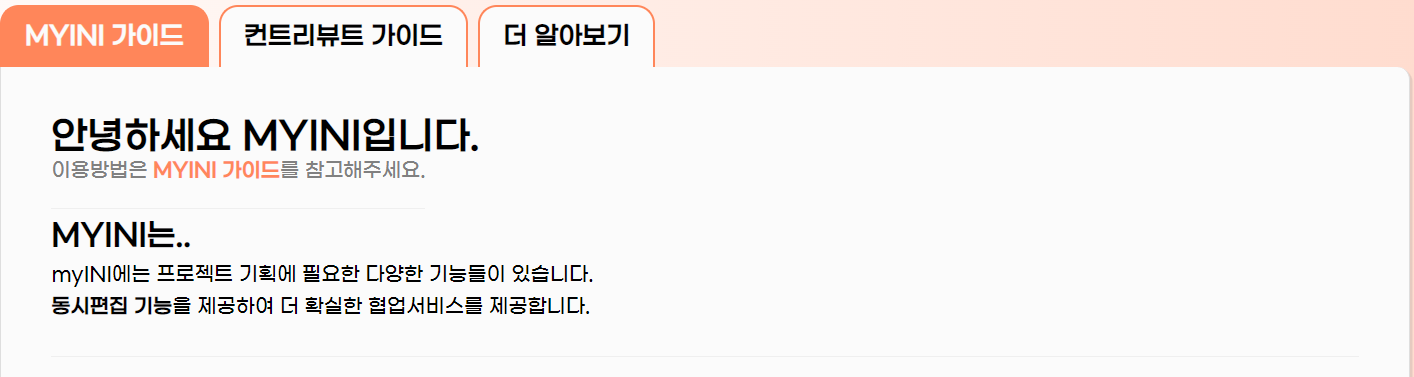 MYINI 가이드
컨트리뷰트 가이드
더 알아보기
안녕하세요 MYINI입니다.
이용방법은 MYINI 가이드를 참고해주세요.
MYINI는..
myINI에는 프로젝트 기획에 필요한 다양한 기능들이 있습니다.
동시편집 기능을 제공하여 더 확실한 협업서비스를 제공합니다.